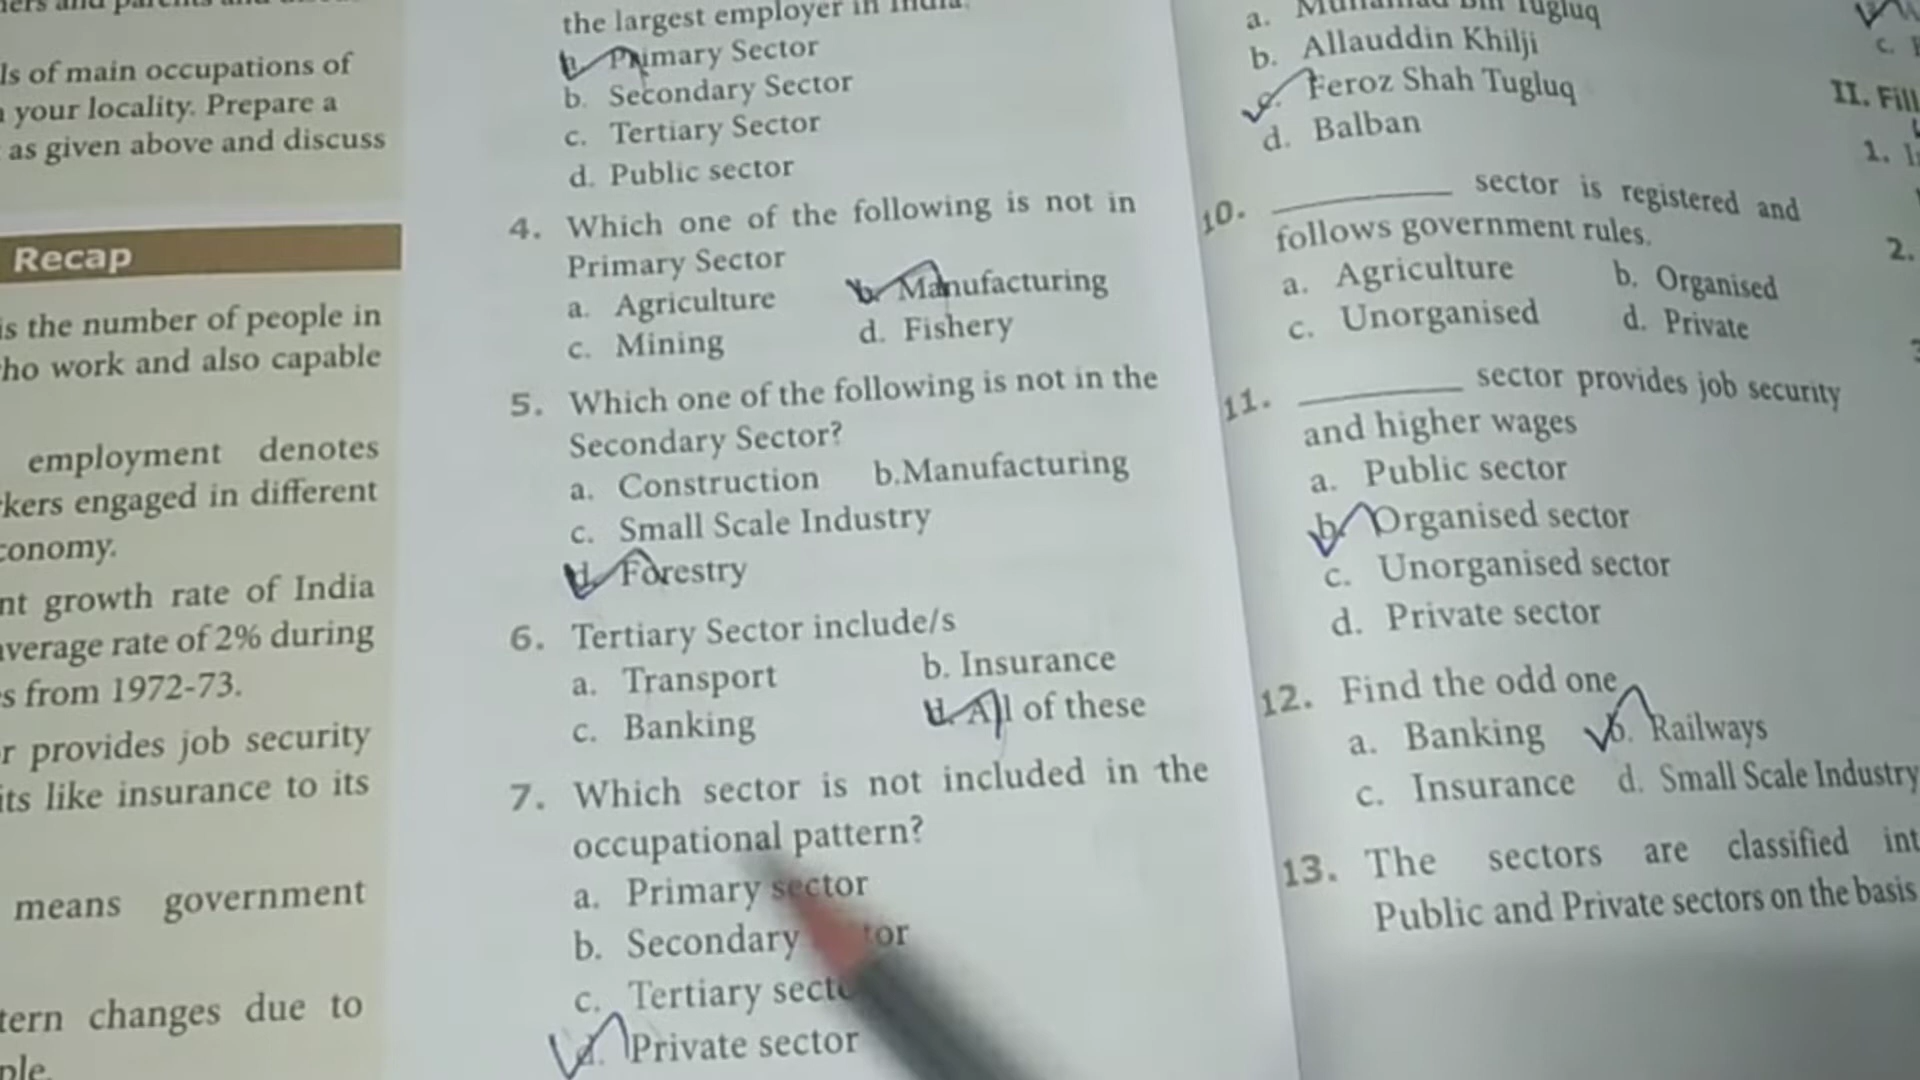 ls of main occupations of
your locality. Prepare a
as given above and discuss
Recap
is the number of people in
ho work and also capable
employment denotes
kers engaged in different
conomy.
nt growth rate of India
verage rate of 2% during
s from 1972-73.
r provides job security
its like insurance to its
means government
tern changes due to
ple.
the largest employer in India.
Primary Sector
b. Secondary Sector
c. Tertiary Sector
d. Public sector
4. Which one of the following is not in
Primary Sector
a. Agriculture b. Manufacturing
c. Mining d. Fishery
5. Which one of the following is not in the
Secondary Sector?
a. Construction b.Manufacturing
c. Small Scale Industry
d. Forestry
6. Tertiary Sector include/s
a. Transport b. Insurance
c. Banking d. All of these
7. Which sector is not included in the
occupational pattern?
a. Primary sector
b. Secondary tor
c. Tertiary secto
d. Private sector
a. Tugluq
b. Allauddin Khilji
c. Feroz Shah Tugluq
d. Balban
10. ________ sector is registered and
follows government rules.
a. Agriculture b. Organised
c. Unorganised d. Private
11. ________ sector provides job security
and higher wages
a. Public sector
b. Organised sector
c. Unorganised sector
d. Private sector
12. Find the odd one
a. Banking b. Railways
c. Insurance d. Small Scale Industry
13. The sectors are classified int
Public and Private sectors on the basis
c.
II. Fill
1.
2.